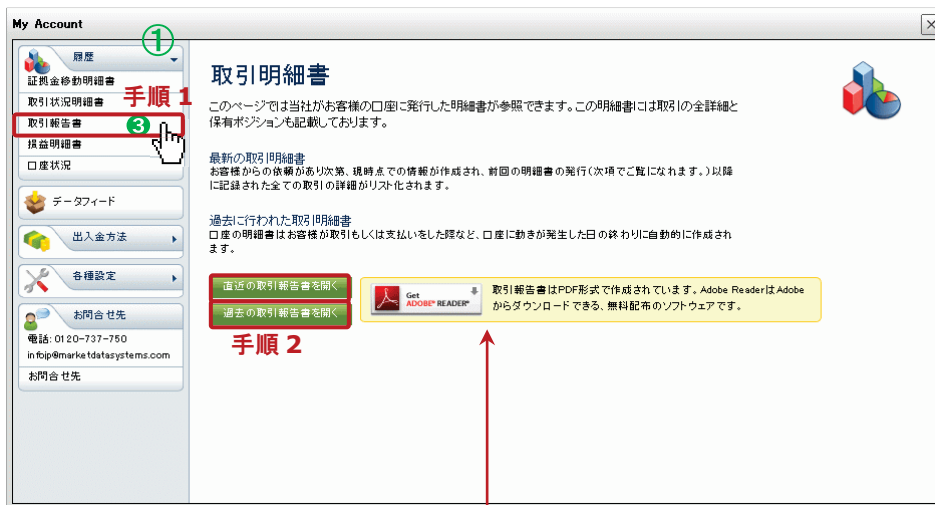 My Account
①
履歴
証拠金移動明細書
取引状況明細書
手順 1
取引報告書
❸
損益明細書
口座状況
データフィード
出入金方法
各種設定
お問合せ先
電話: 0120-737-750
infojp@marketdatasystems.com
お問合せ先
取引明細書
このページでは当社がお客様の口座に発行した明細書が参照できます。この明細書には取引の全詳細と
保有ポジションも記載しております。
最新の取引明細書
お客様からの依頼があり次第、現時点での情報が作成され、前回の明細書の発行(次項でご覧になれます。)以降
に記録された全ての取引の詳細がリスト化されます。
過去に行われた取引明細書
口座の明細書はお客様が取引もしくは支払いをした際など、口座に動きが発生した日の終わりに自動的に作成され
ます。
直近の取引報告書を開く
過去の取引報告書を開く
手順 2
Get
ADOBE® READER®
取引報告書はPDF形式で作成されています。Adobe ReaderはAdobe
からダウンロードできる、無料配布のソフトウェアです。